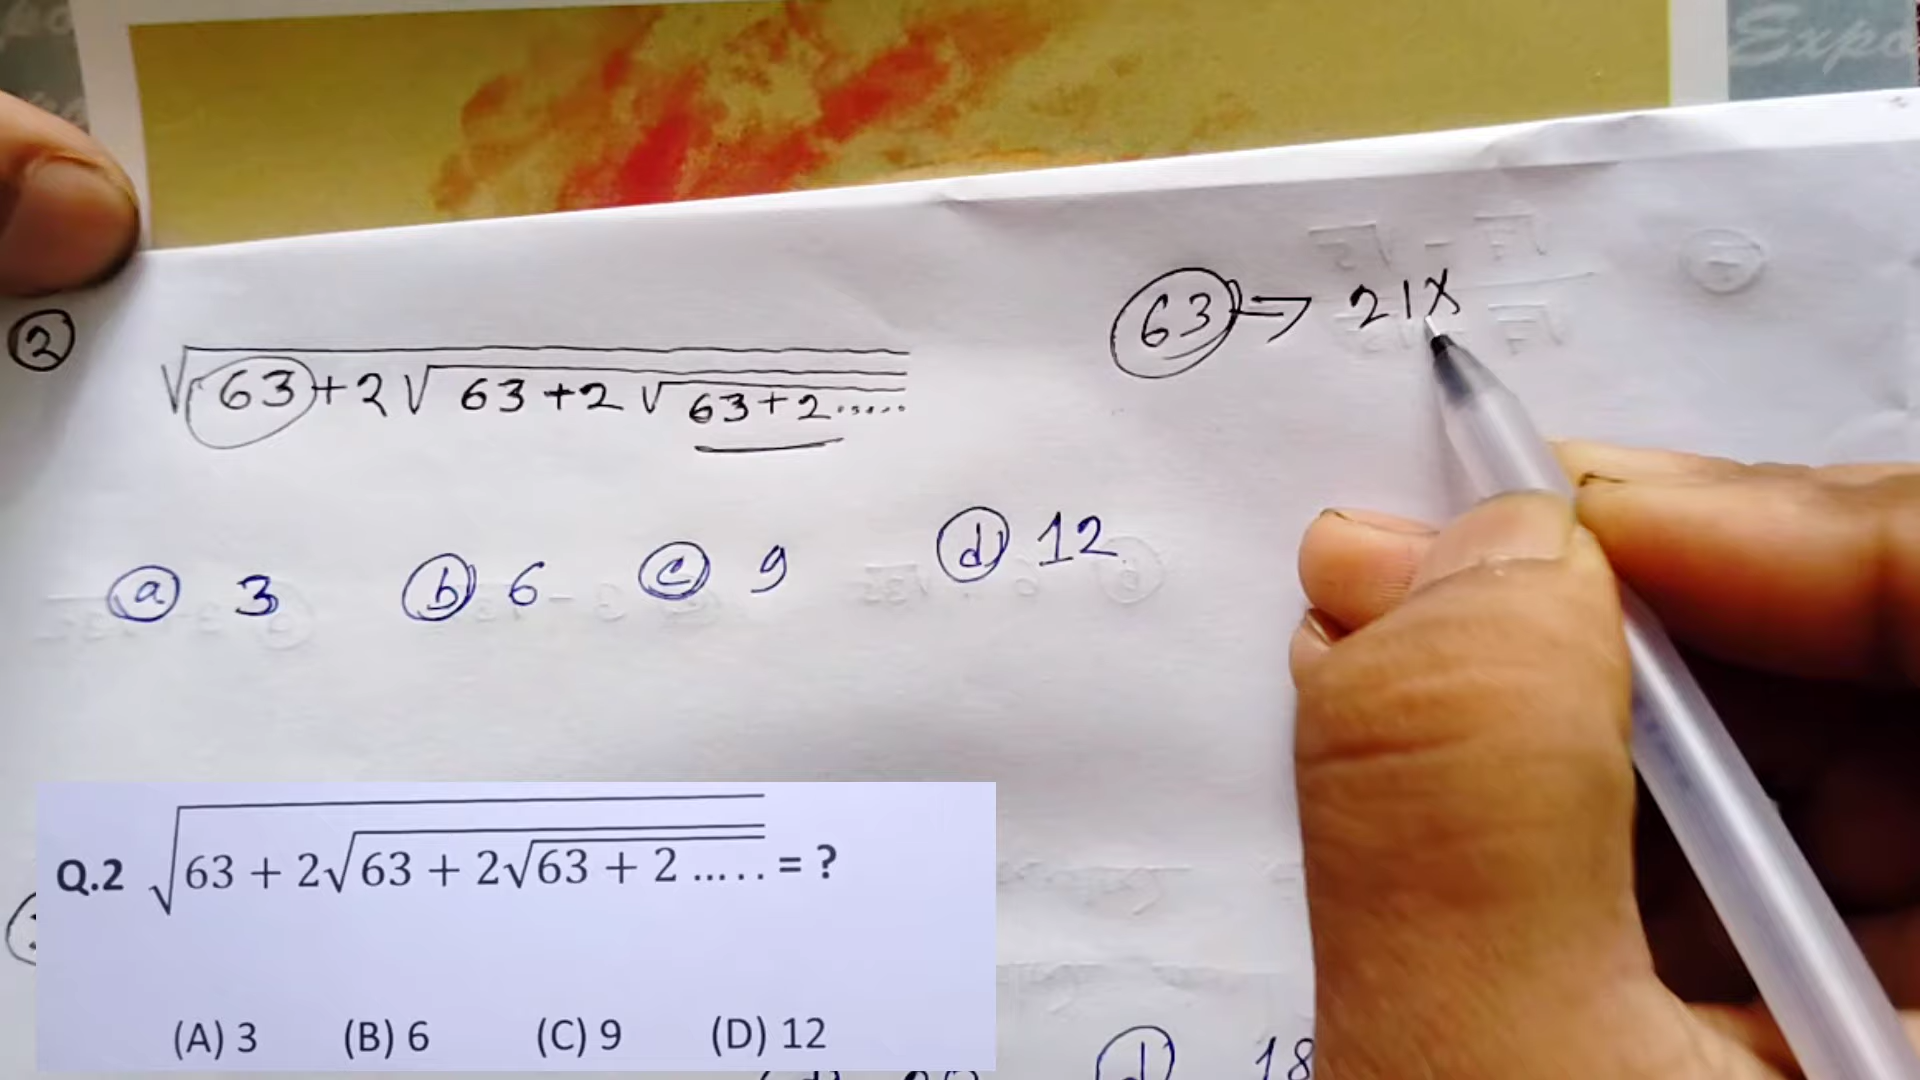 Expo
63 ⇒ 21×
② √63+2√63+2√63+2.....
ⓐ 3 ⓑ 6 ⓒ 9 ⓓ 12
Q.2 √63 + 2√63 + 2√63 + 2 ..... = ?
(A) 3 (B) 6 (C) 9 (D) 12
ⓓ 18